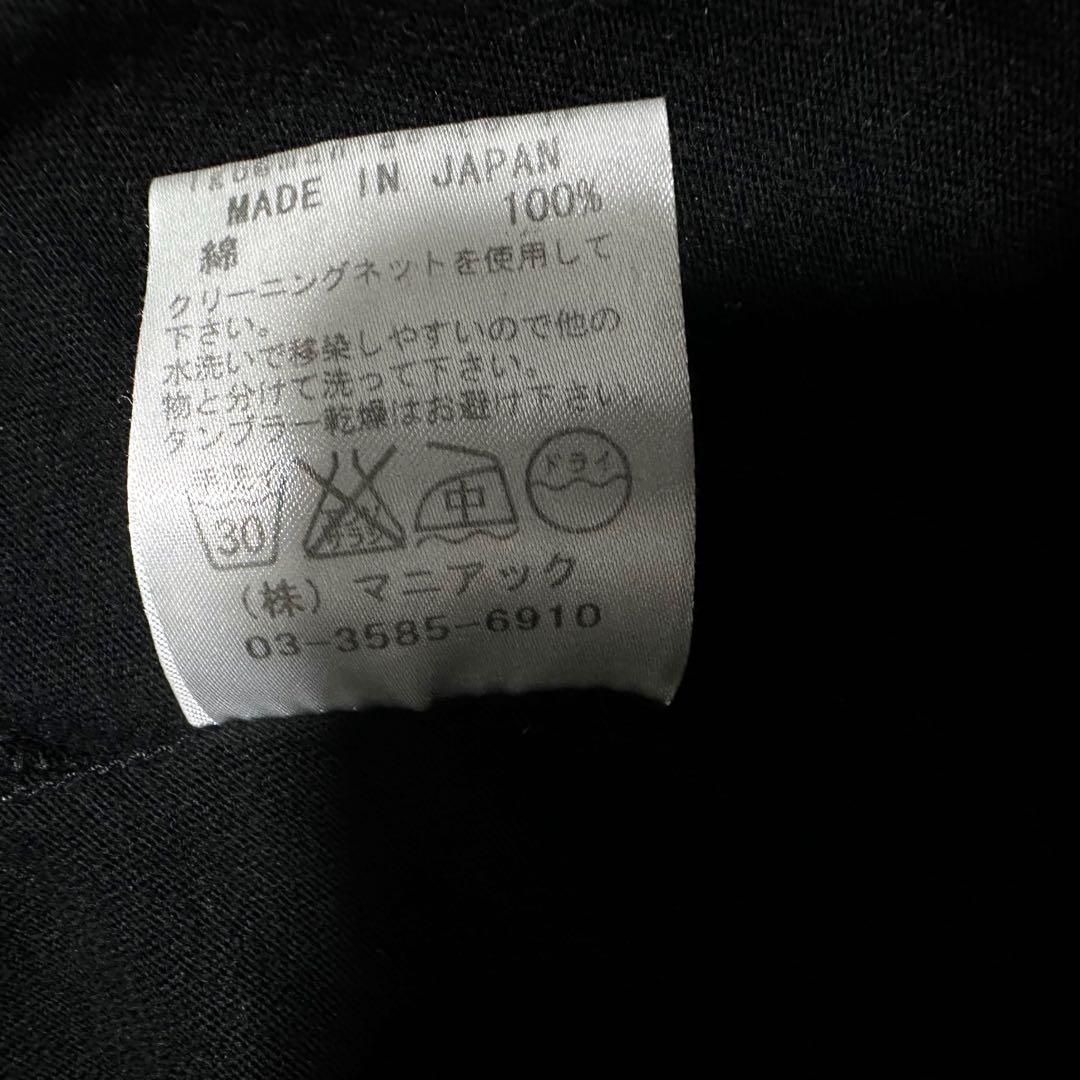 MADE IN JAPAN
綿 100%
クリーニングネットを使用して
下さい。
水洗いで移染しやすいので他の
物と分けて洗って下さい。
タンブラー乾燥はお避け下さい。
30
中
ドライ
(株) マニアック
03-3585-6910